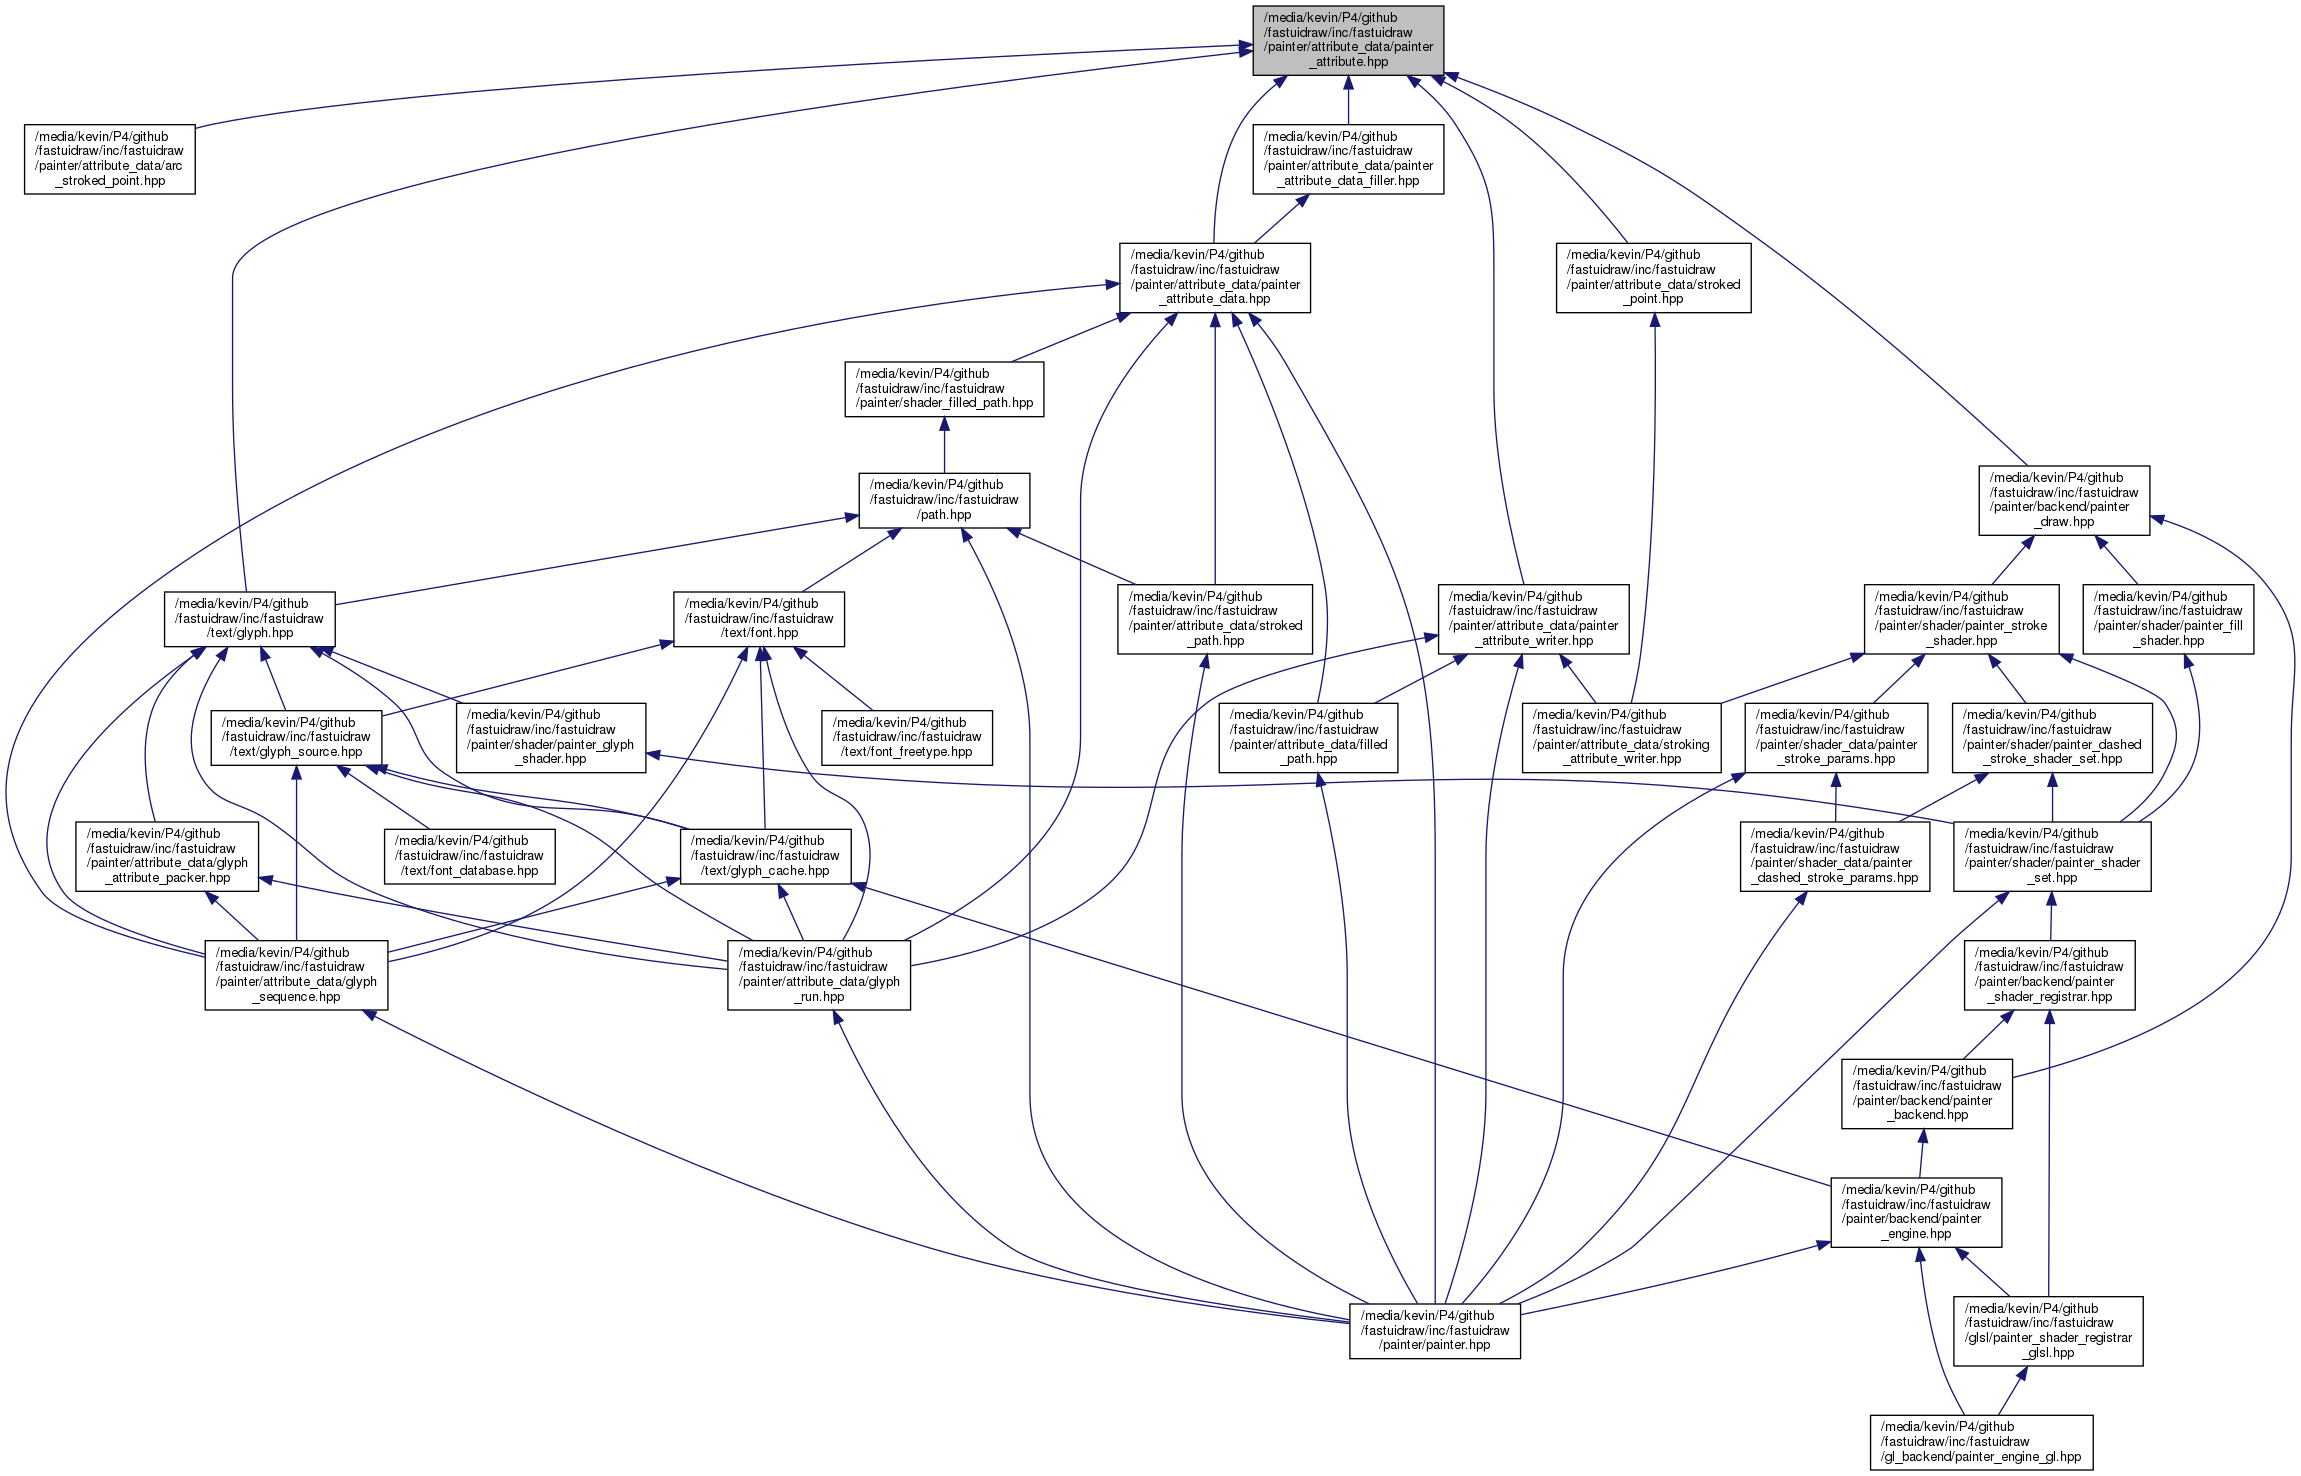 /media/kevin/P4/github
/fastuidraw/inc/fastuidraw
/painter/attribute_data/painter
_attribute.hpp
/media/kevin/P4/github
/fastuidraw/inc/fastuidraw
/painter/attribute_data/arc
_stroked_point.hpp
/media/kevin/P4/github
/fastuidraw/inc/fastuidraw
/painter/attribute_data/painter
_attribute_data_filler.hpp
/media/kevin/P4/github
/fastuidraw/inc/fastuidraw
/painter/attribute_data/painter
_attribute_data.hpp
/media/kevin/P4/github
/fastuidraw/inc/fastuidraw
/painter/attribute_data/stroked
_point.hpp
/media/kevin/P4/github
/fastuidraw/inc/fastuidraw
/painter/shader_filled_path.hpp
/media/kevin/P4/github
/fastuidraw/inc/fastuidraw
/path.hpp
/media/kevin/P4/github
/fastuidraw/inc/fastuidraw
/painter/backend/painter
_draw.hpp
/media/kevin/P4/github
/fastuidraw/inc/fastuidraw
/text/glyph.hpp
/media/kevin/P4/github
/fastuidraw/inc/fastuidraw
/text/font.hpp
/media/kevin/P4/github
/fastuidraw/inc/fastuidraw
/painter/attribute_data/stroked
_path.hpp
/media/kevin/P4/github
/fastuidraw/inc/fastuidraw
/painter/attribute_data/painter
_attribute_writer.hpp
/media/kevin/P4/github
/fastuidraw/inc/fastuidraw
/painter/shader/painter_stroke
_shader.hpp
/media/kevin/P4/github
/fastuidraw/inc/fastuidraw
/painter/shader/painter_fill
_shader.hpp
/media/kevin/P4/github
/fastuidraw/inc/fastuidraw
/text/glyph_source.hpp
/media/kevin/P4/github
/fastuidraw/inc/fastuidraw
/painter/shader/painter_glyph
_shader.hpp
/media/kevin/P4/github
/fastuidraw/inc/fastuidraw
/text/font_freetype.hpp
/media/kevin/P4/github
/fastuidraw/inc/fastuidraw
/painter/attribute_data/filled
_path.hpp
/media/kevin/P4/github
/fastuidraw/inc/fastuidraw
/painter/attribute_data/stroking
_attribute_writer.hpp
/media/kevin/P4/github
/fastuidraw/inc/fastuidraw
/painter/shader_data/painter
_stroke_params.hpp
/media/kevin/P4/github
/fastuidraw/inc/fastuidraw
/painter/shader/painter_dashed
_stroke_shader_set.hpp
/media/kevin/P4/github
/fastuidraw/inc/fastuidraw
/painter/attribute_data/glyph
_attribute_packer.hpp
/media/kevin/P4/github
/fastuidraw/inc/fastuidraw
/text/font_database.hpp
/media/kevin/P4/github
/fastuidraw/inc/fastuidraw
/text/glyph_cache.hpp
/media/kevin/P4/github
/fastuidraw/inc/fastuidraw
/painter/shader_data/painter
_dashed_stroke_params.hpp
/media/kevin/P4/github
/fastuidraw/inc/fastuidraw
/painter/shader/painter_shader
_set.hpp
/media/kevin/P4/github
/fastuidraw/inc/fastuidraw
/painter/attribute_data/glyph
_sequence.hpp
/media/kevin/P4/github
/fastuidraw/inc/fastuidraw
/painter/attribute_data/glyph
_run.hpp
/media/kevin/P4/github
/fastuidraw/inc/fastuidraw
/painter/backend/painter
_shader_registrar.hpp
/media/kevin/P4/github
/fastuidraw/inc/fastuidraw
/painter/backend/painter
_backend.hpp
/media/kevin/P4/github
/fastuidraw/inc/fastuidraw
/painter/backend/painter
_engine.hpp
/media/kevin/P4/github
/fastuidraw/inc/fastuidraw
/painter/painter.hpp
/media/kevin/P4/github
/fastuidraw/inc/fastuidraw
/glsl/painter_shader_registrar
_glsl.hpp
/media/kevin/P4/github
/fastuidraw/inc/fastuidraw
/gl_backend/painter_engine_gl.hpp